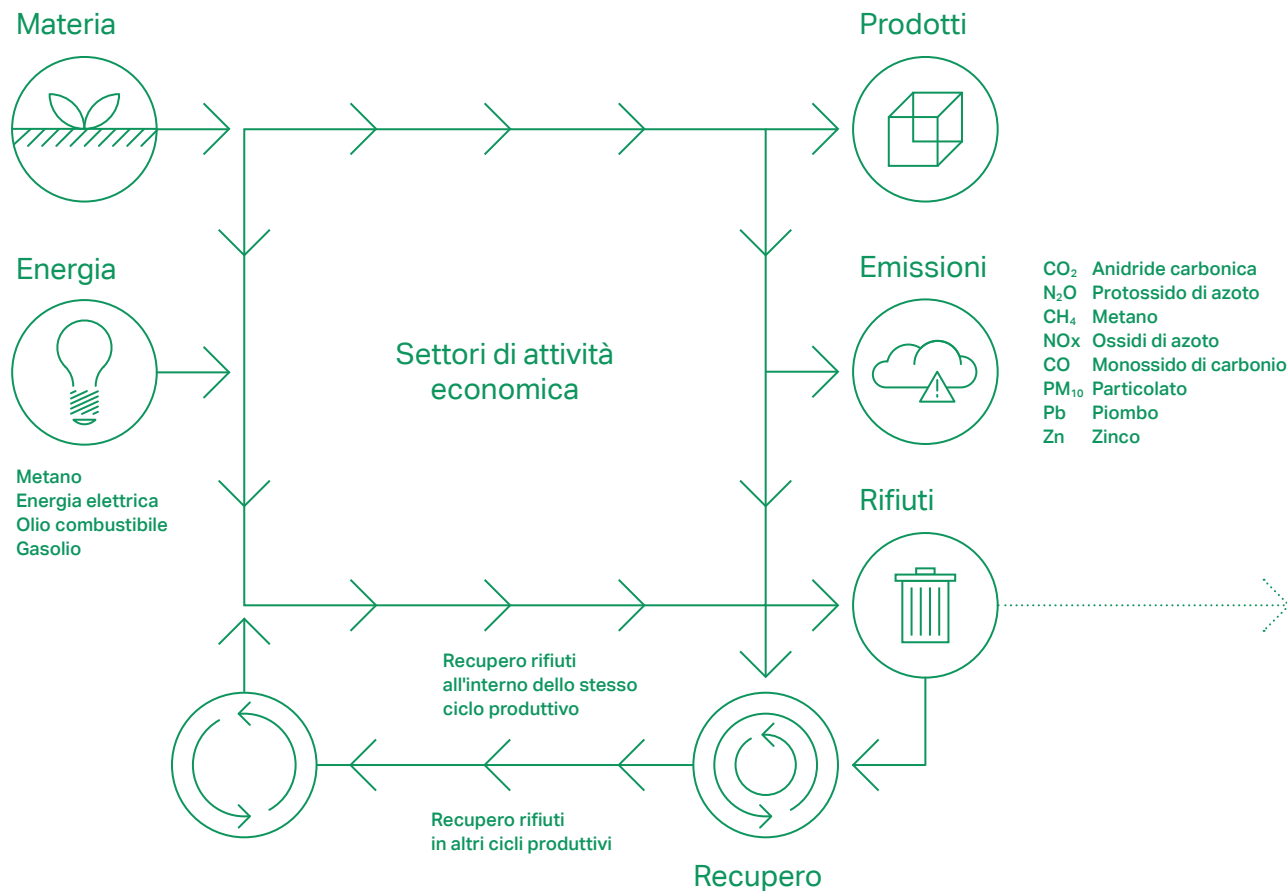 Materia
Prodotti
Energia
Metano
Energia elettrica
Olio combustibile
Gasolio
Settori di attività
economica
Emissioni
CO₂ Anidride carbonica
N₂O Protossido di azoto
CH₄ Metano
NOx Ossidi di azoto
CO Monossido di carbonio
PM₁₀ Particolato
Pb Piombo
Zn Zinco
Rifiuti
Recupero rifiuti
all'interno dello stesso
ciclo produttivo
Recupero rifiuti
in altri cicli produttivi
Recupero